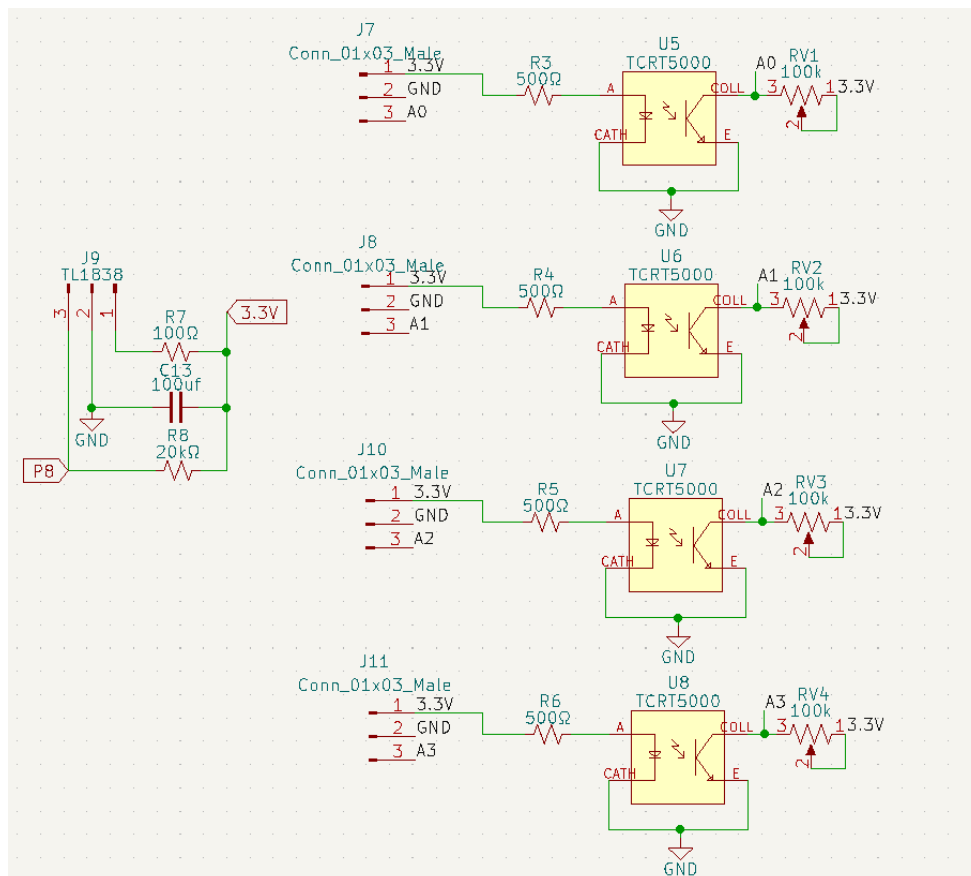 J7
Conn_01x03_Male
1 3.3V
2 GND
3 A0
R3
500Ω
U5
TCRT5000
A
COLL
CATH
E
A0
RV1
100k
3
1
3.3V
2
GND
J8
Conn_01x03_Male
1 3.3V
2 GND
3 A1
R4
500Ω
U6
TCRT5000
A
COLL
CATH
E
A1
RV2
100k
3
1
3.3V
2
GND
J9
TL1838
3
2
1
3.3V
R7
100Ω
C13
100uf
GND
R8
20kΩ
P8
J10
Conn_01x03_Male
1 3.3V
2 GND
3 A2
R5
500Ω
U7
TCRT5000
A
COLL
CATH
E
A2
RV3
100k
3
1
3.3V
2
GND
J11
Conn_01x03_Male
1 3.3V
2 GND
3 A3
R6
500Ω
U8
TCRT5000
A
COLL
CATH
E
A3
RV4
100k
3
1
3.3V
2
GND